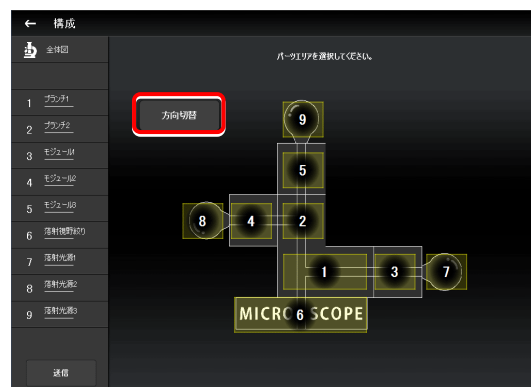 ← 構成
全体図
1 ブランチ1
2 ブランチ2
3 モジュール1
4 モジュール2
5 モジュール3
6 落射視野絞り
7 落射光源1
8 落射光源2
9 落射光源3
送信
パーツエリアを選択してください。
方向切替
9
5
8 4 2
1 3 7
MICRO 6 SCOPE